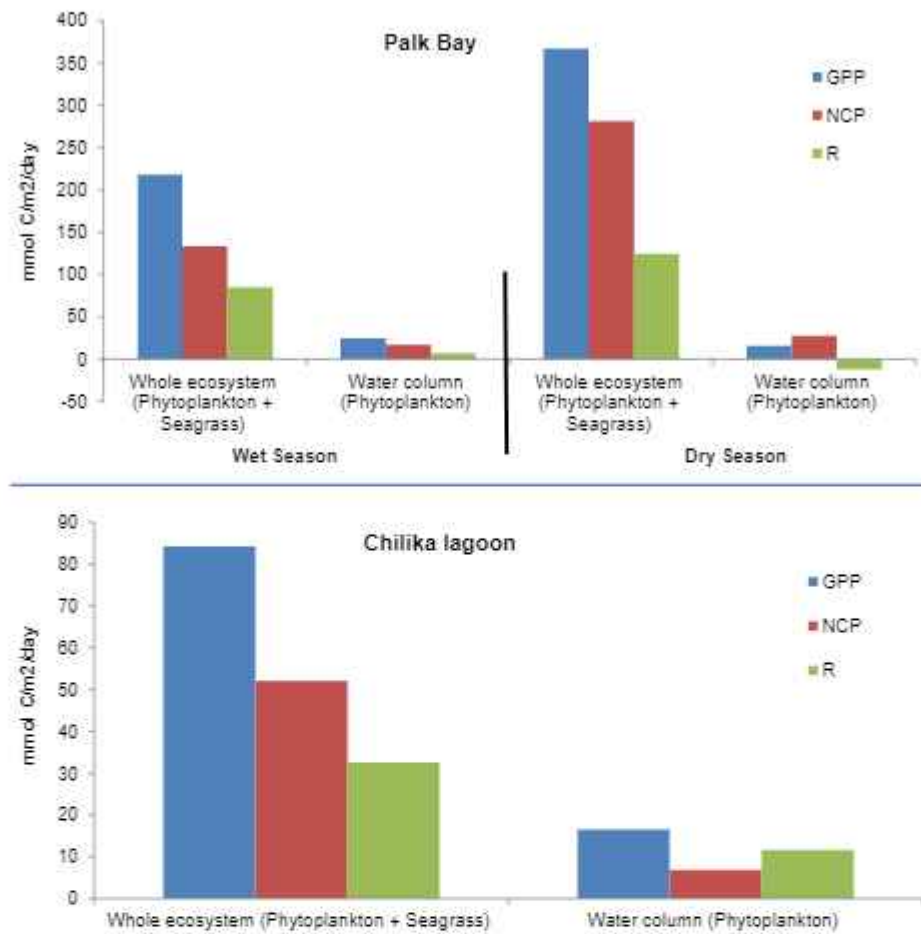 400
350
300
250
200
150
100
50
0
-50
mmol C/m2/day
Palk Bay
GPP
NCP
R
Whole ecosystem
(Phytoplankton +
Seagrass)
Water column
(Phytoplankton)
Whole ecosystem
(Phytoplankton +
Seagrass)
Water column
(Phytoplankton)
Wet Season
Dry Season
90
80
70
60
50
40
30
20
10
0
mmol C/m2/day
Chilika lagoon
GPP
NCP
R
Whole ecosystem (Phytoplankton + Seagrass)
Water column (Phytoplankton)